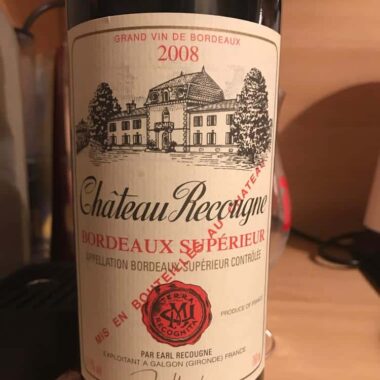 GRAND VIN DE BORDEAUX
2008
Château Recougne
BORDEAUX SUPÉRIEUR
APPELLATION BORDEAUX SUPÉRIEUR CONTRÔLÉE
MIS EN BOUTEILLE AU CHÂTEAU
TERRA
RECOGNITA
PRODUCE OF FRANCE
PAR EARL RECOUGNE
EXPLOITANT A GALGON (GIRONDE) FRANCE